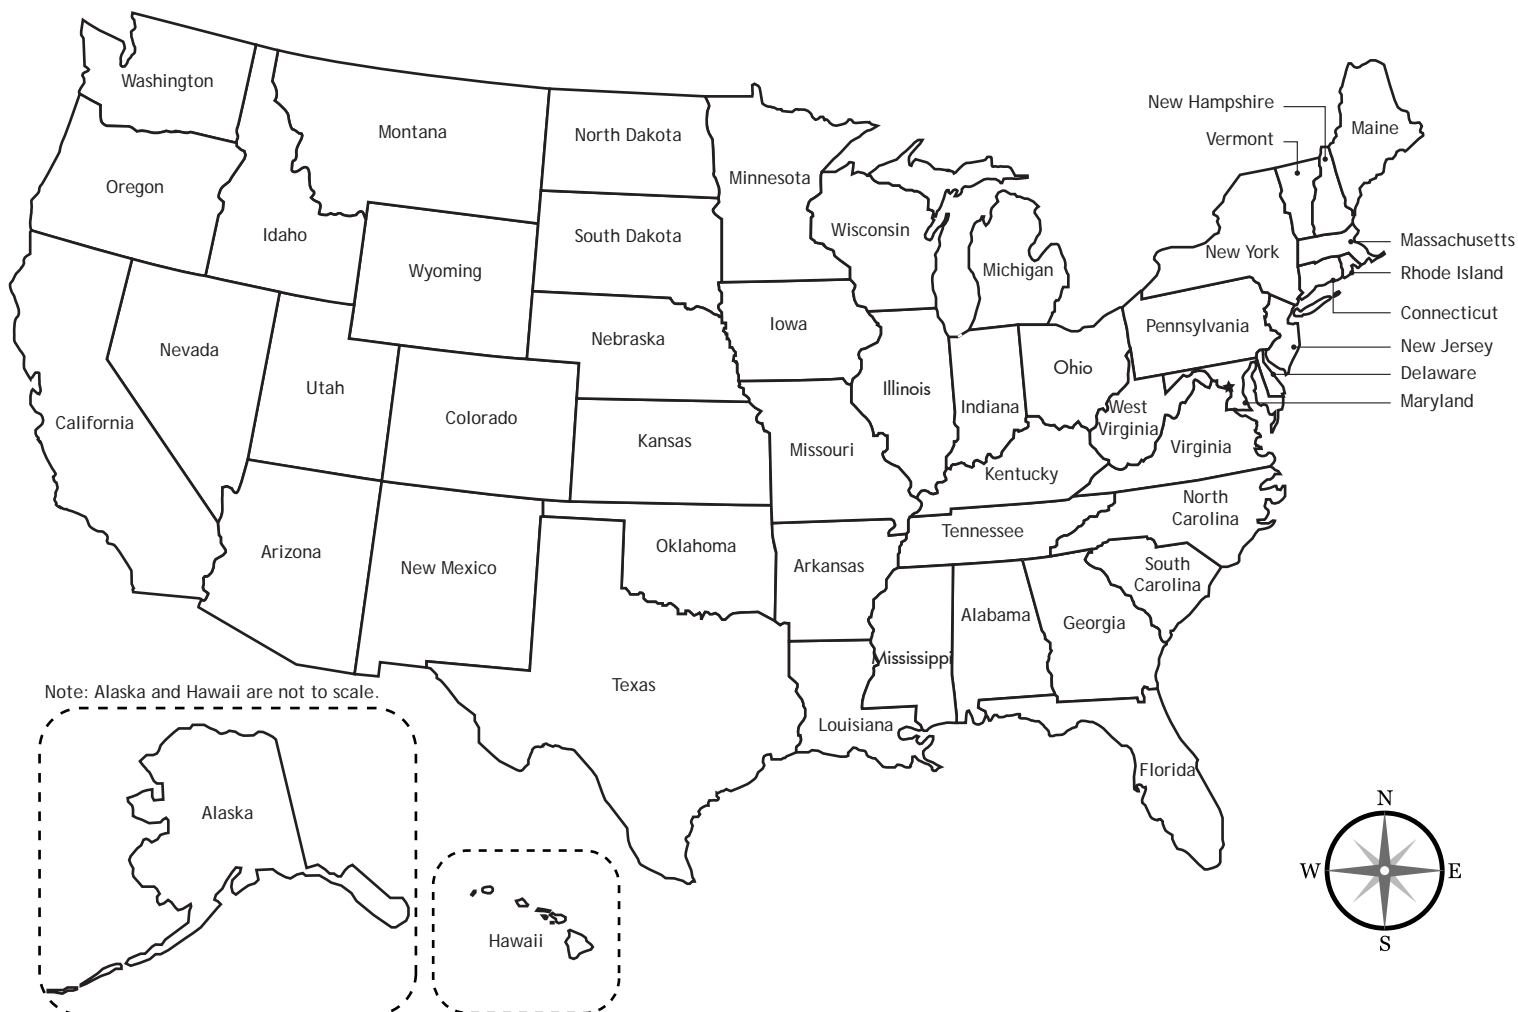 New Hampshire
Vermont
Maine
Washington
Montana
North Dakota
Minnesota
Oregon
Idaho
South Dakota
Wisconsin
Wyoming
Michigan
New York
Massachusetts
Rhode Island
Connecticut
New Jersey
Delaware
Maryland
Nevada
Nebraska
Iowa
Pennsylvania
Utah
Colorado
Illinois
Indiana
Ohio
California
Kansas
Missouri
Kentucky
West
Virginia
Virginia
Arizona
New Mexico
Oklahoma
Arkansas
Tennessee
North
Carolina
South
Carolina
Texas
Louisiana
Mississippi
Alabama
Georgia
Florida
Note: Alaska and Hawaii are not to scale.
Alaska
Hawaii
N
W
E
S